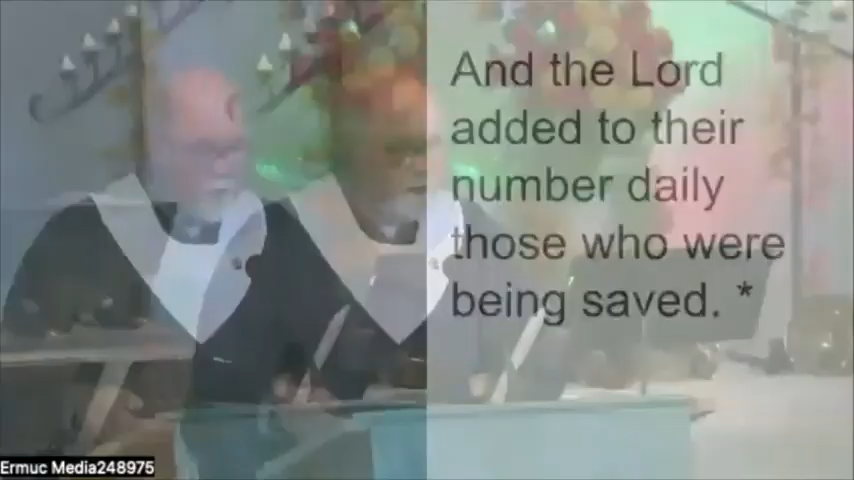 And the Lord
added to their
number daily
those who were
being saved. *
Ermuc Media248975